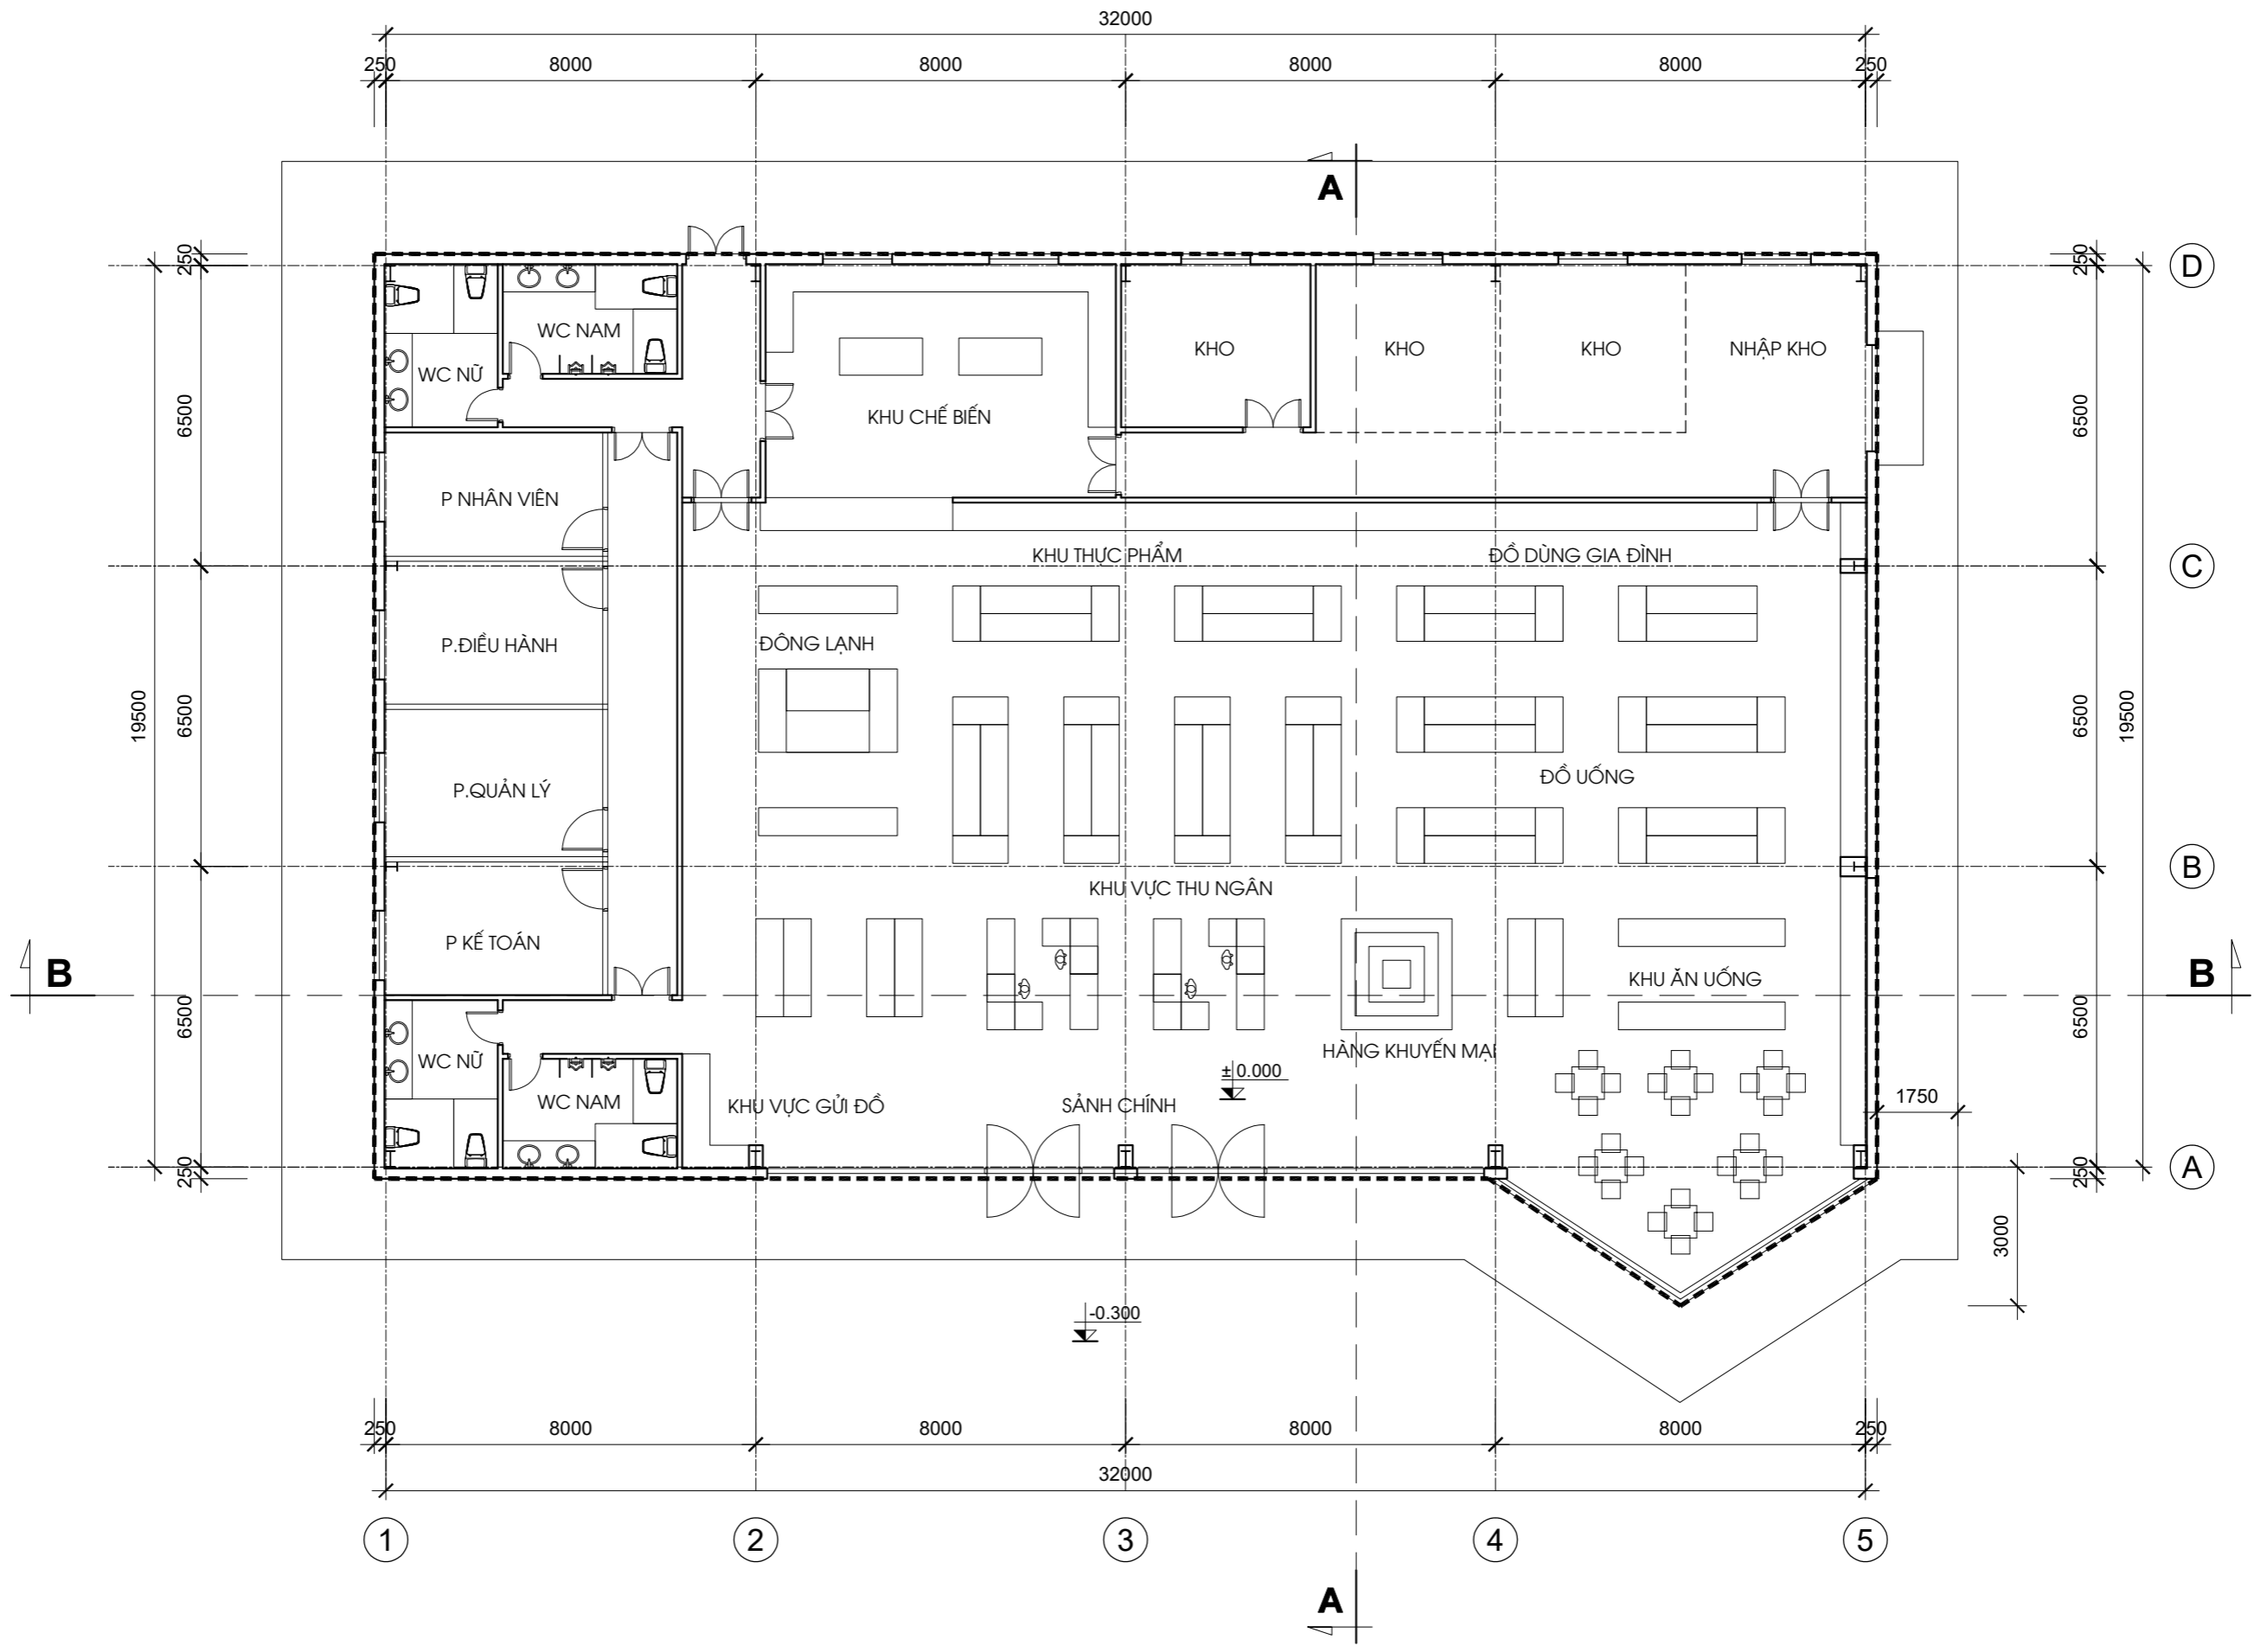 32000
250
8000
8000
8000
8000
250
A
250
250
D
WC NAM
WC NỮ
KHO
KHO
KHO
NHẬP KHO
KHU CHẾ BIẾN
6500
6500
P NHÂN VIÊN
KHU THỰC PHẨM
ĐỒ DÙNG GIA ĐÌNH
C
P.ĐIỀU HÀNH
ĐÔNG LẠNH
19500
6500
6500
19500
P.QUẢN LÝ
ĐỒ UỐNG
B
KHU VỰC THU NGÂN
P KẾ TOÁN
B
B
KHU ĂN UỐNG
6500
6500
WC NỮ
HÀNG KHUYẾN MẠI
± 0.000
WC NAM
KHU VỰC GỬI ĐỒ
SẢNH CHÍNH
1750
250
250
A
3000
-0.300
250
8000
8000
8000
8000
250
32000
1
2
3
4
5
A